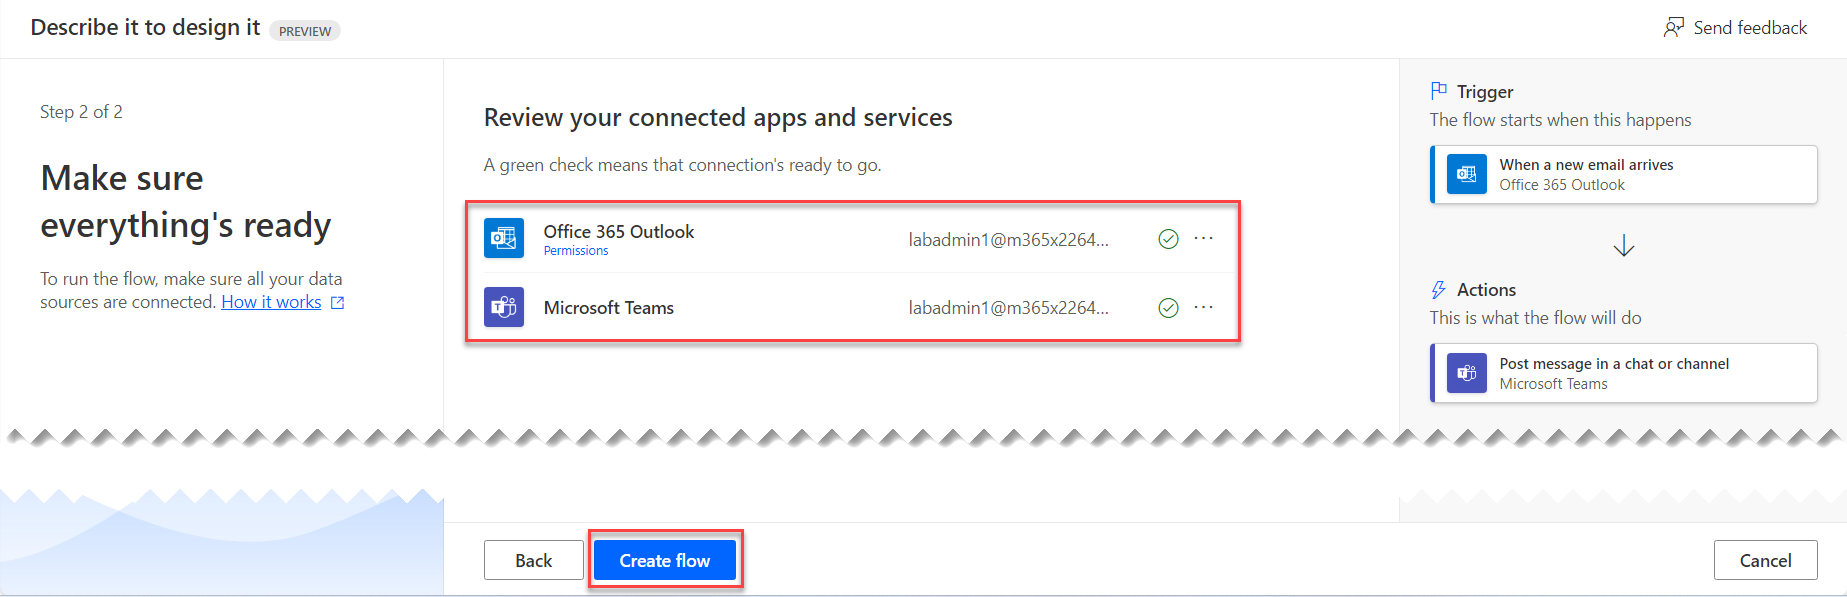 Describe it to design it PREVIEW
Send feedback
Step 2 of 2
Make sure
everything's ready
To run the flow, make sure all your data
sources are connected. How it works
Review your connected apps and services
A green check means that connection's ready to go.
Office 365 Outlook
Permissions
labadmin1@m365x2264...
Microsoft Teams
labadmin1@m365x2264...
Trigger
The flow starts when this happens
When a new email arrives
Office 365 Outlook
Actions
This is what the flow will do
Post message in a chat or channel
Microsoft Teams
Back
Create flow
Cancel